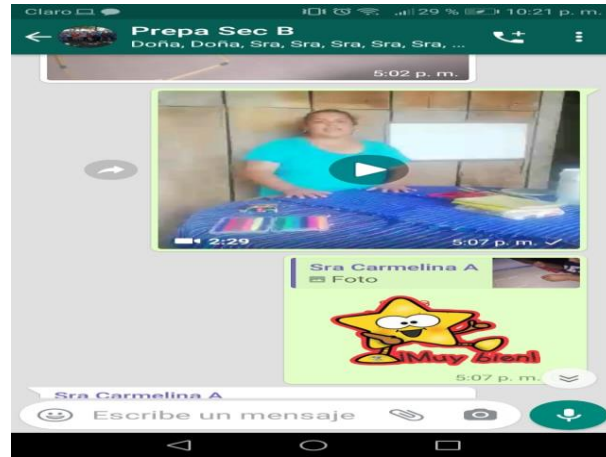 Claro 29 % 10:21 p. m.
Prepa Sec B
Doña, Doña, Sra, Sra, Sra, Sra, Sra, ...
5:02 p. m.
2:29 5:07 p. m.
Sra Carmelina A
Foto
¡Muy bien!
5:07 p. m.
Sra Carmelina A
Escribe un mensaje